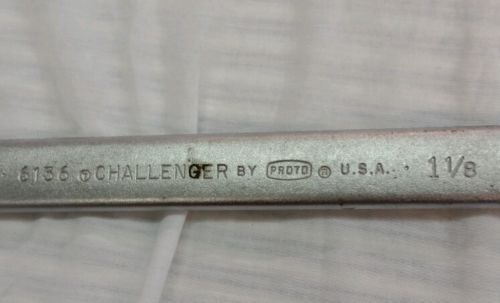 6136 ⓣ CHALLENGER BY PROTO ® U.S.A. · 1 1/8